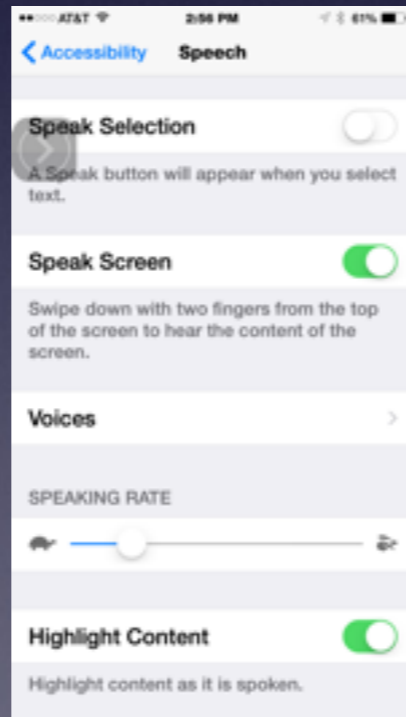 AT&T 2:56 PM 61%
Accessibility Speech
Speak Selection
A Speak button will appear when you select
text.
Speak Screen
Swipe down with two fingers from the top
of the screen to hear the content of the
screen.
Voices
SPEAKING RATE
Highlight Content
Highlight content as it is spoken.